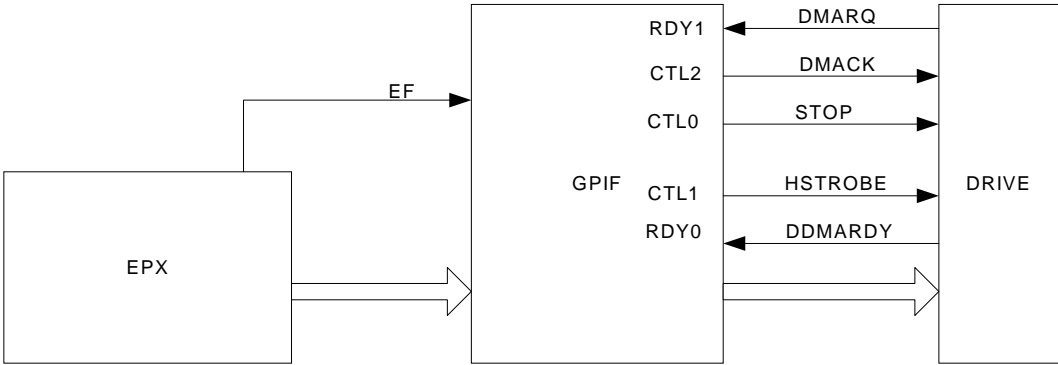 DMARQ
RDY1
CTL2
DMACK
EF
CTL0
STOP
GPIF
CTL1
HSTROBE
DRIVE
RDY0
DDMARDY
EPX